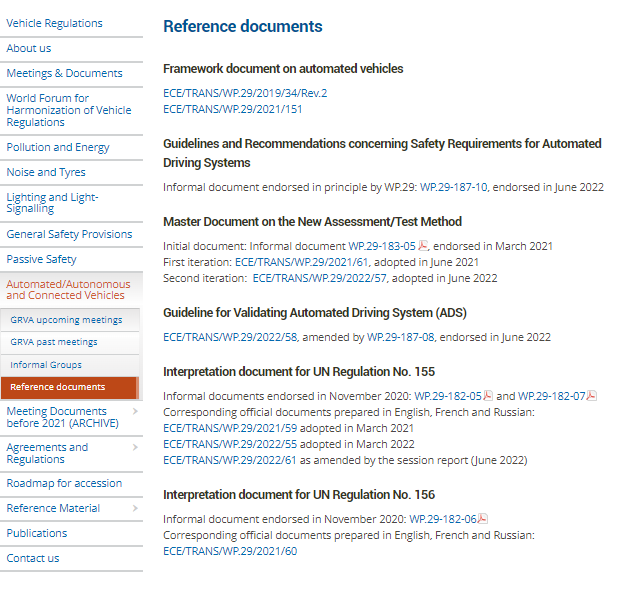 Vehicle Regulations
About us
Meetings & Documents
World Forum for
Harmonization of Vehicle
Regulations
Pollution and Energy
Noise and Tyres
Lighting and Light-
Signalling
General Safety Provisions
Passive Safety
Automated/Autonomous
and Connected Vehicles
GRVA upcoming meetings
GRVA past meetings
Informal Groups
Reference documents
Meeting Documents
before 2021 (ARCHIVE)
Agreements and
Regulations
Roadmap for accession
Reference Material
Publications
Contact us
Reference documents
Framework document on automated vehicles
ECE/TRANS/WP.29/2019/34/Rev.2
ECE/TRANS/WP.29/2021/151
Guidelines and Recommendations concerning Safety Requirements for Automated
Driving Systems
Informal document endorsed in principle by WP.29: WP.29-187-10, endorsed in June 2022
Master Document on the New Assessment/Test Method
Initial document: Informal document WP.29-183-05, endorsed in March 2021
First iteration: ECE/TRANS/WP.29/2021/61, adopted in June 2021
Second iteration: ECE/TRANS/WP.29/2022/57, adopted in June 2022
Guideline for Validating Automated Driving System (ADS)
ECE/TRANS/WP.29/2022/58, amended by WP.29-187-08, endorsed in June 2022
Interpretation document for UN Regulation No. 155
Informal documents endorsed in November 2020: WP.29-182-05 and WP.29-182-07
Corresponding official documents prepared in English, French and Russian:
ECE/TRANS/WP.29/2021/59 adopted in March 2021
ECE/TRANS/WP.29/2022/55 adopted in March 2022
ECE/TRANS/WP.29/2022/61 as amended by the session report (June 2022)
Interpretation document for UN Regulation No. 156
Informal document endorsed in November 2020: WP.29-182-06
Corresponding official documents prepared in English, French and Russian:
ECE/TRANS/WP.29/2021/60